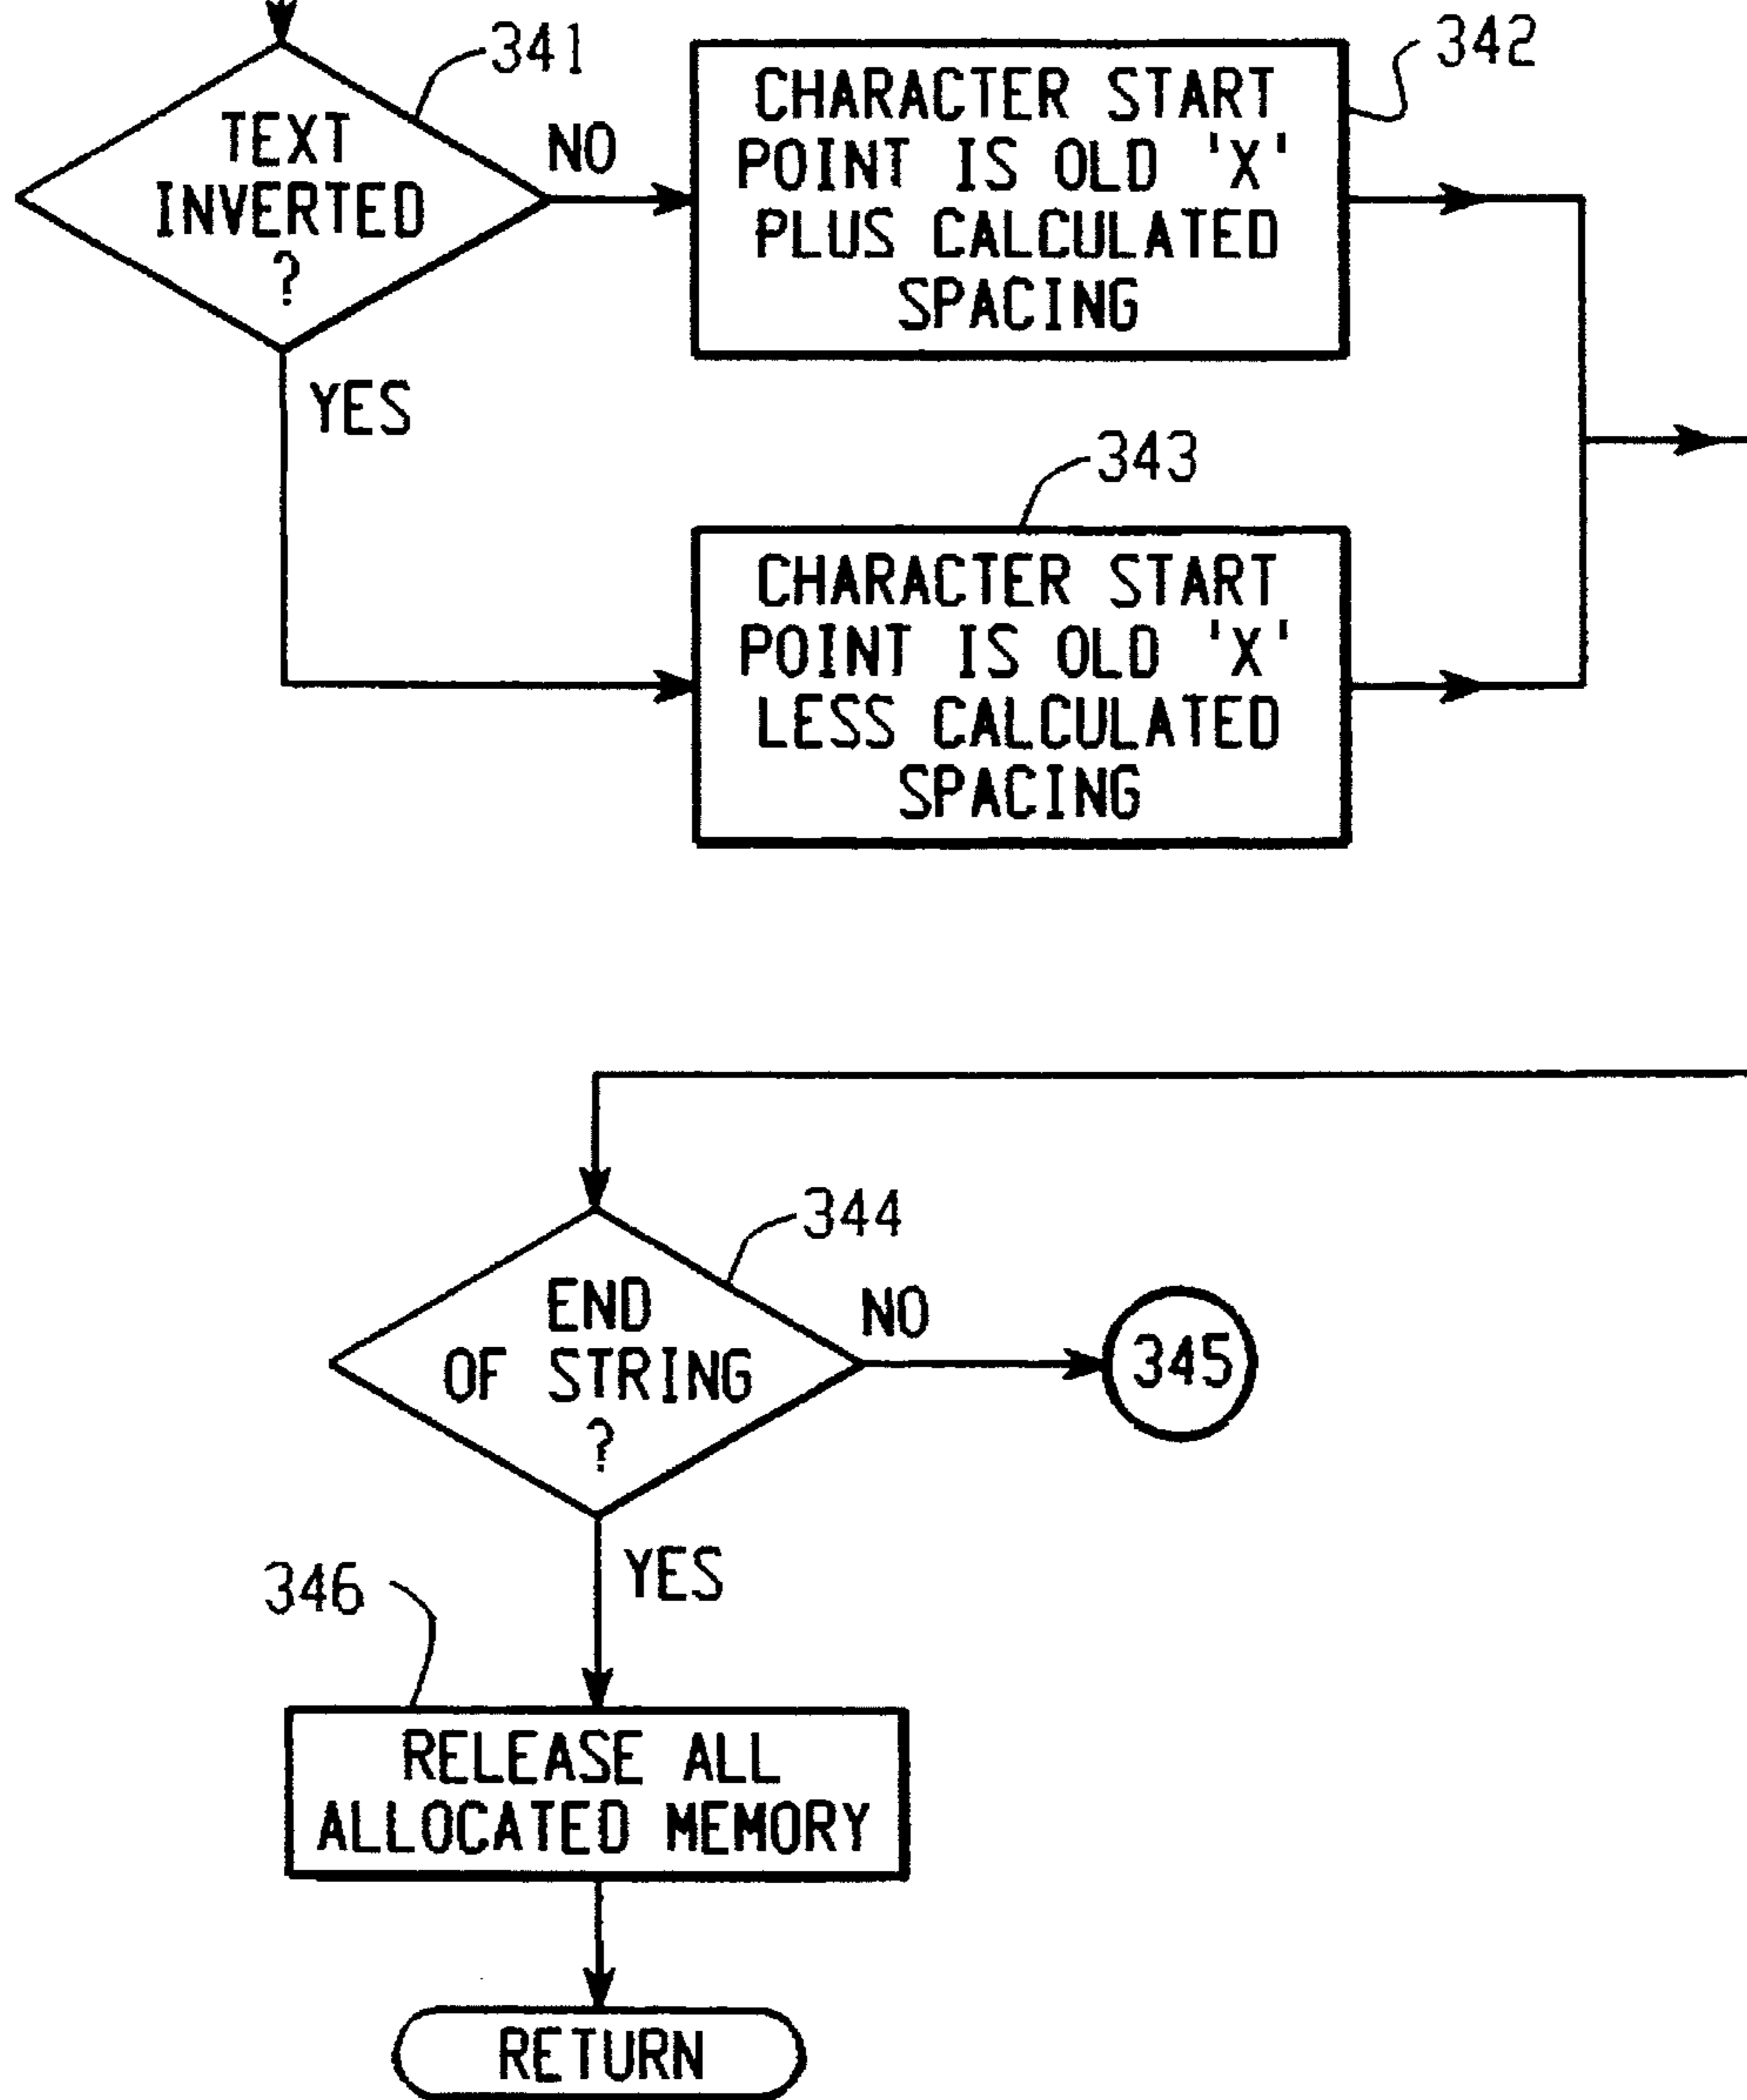 341
TEXT
INVERTED
?
NO
YES
342
CHARACTER START
POINT IS OLD 'X'
PLUS CALCULATED
SPACING
343
CHARACTER START
POINT IS OLD 'X'
LESS CALCULATED
SPACING
344
END
OF STRING
?
NO
345
YES
346
RELEASE ALL
ALLOCATED MEMORY
RETURN